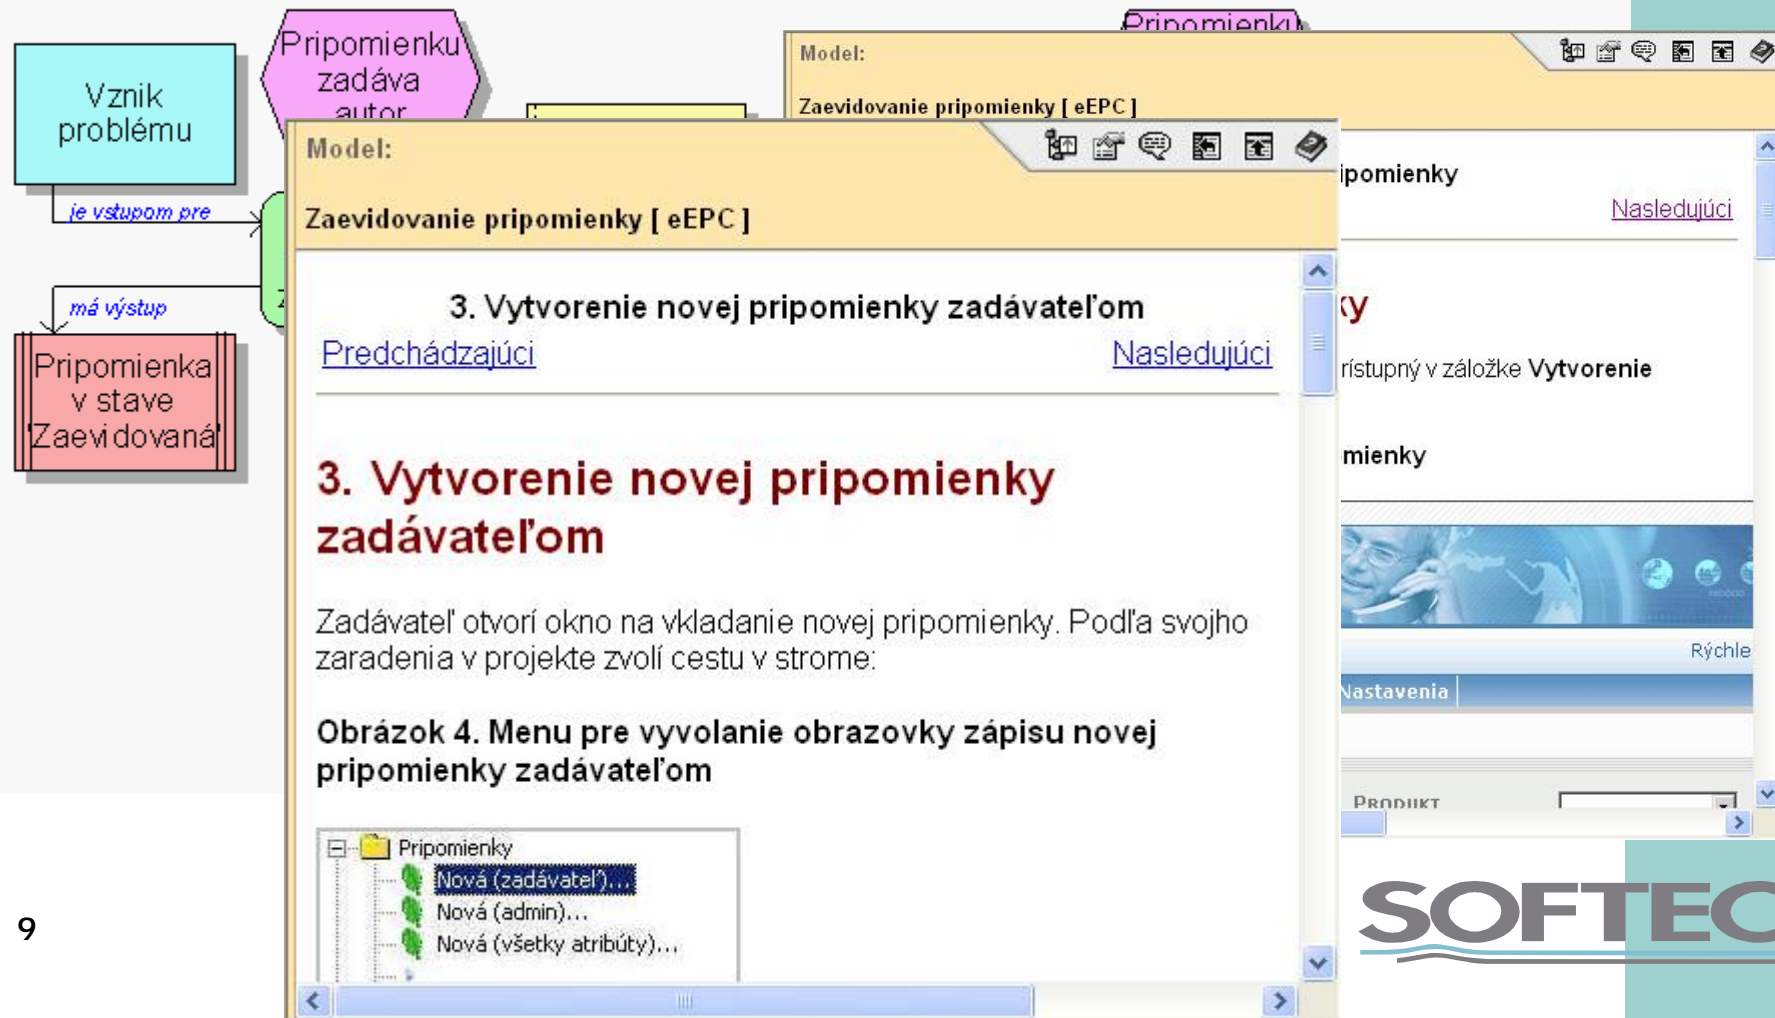 Vznik
problému
je vstupom pre
má výstup
Pripomienka
v stave
'Zaevidovaná'
Pripomienku
zadáva
autor
Pripomienku
Model:
Zaevidovanie pripomienky [ eEPC ]
Nasledujúci
Vytvorenie
Rýchle
Nastavenia
PRODUKT
Model:
Zaevidovanie pripomienky [ eEPC ]
3. Vytvorenie novej pripomienky zadávateľom
Predchádzajúci Nasledujúci
3. Vytvorenie novej pripomienky
zadávateľom
Zadávateľ otvorí okno na vkladanie novej pripomienky. Podľa svojho
zaradenia v projekte zvolí cestu v strome:
Obrázok 4. Menu pre vyvolanie obrazovky zápisu novej
pripomienky zadávateľom
Pripomienky
Nová (zadávateľ)...
Nová (admin)...
Nová (všetky atribúty)...
9
SOFTEC